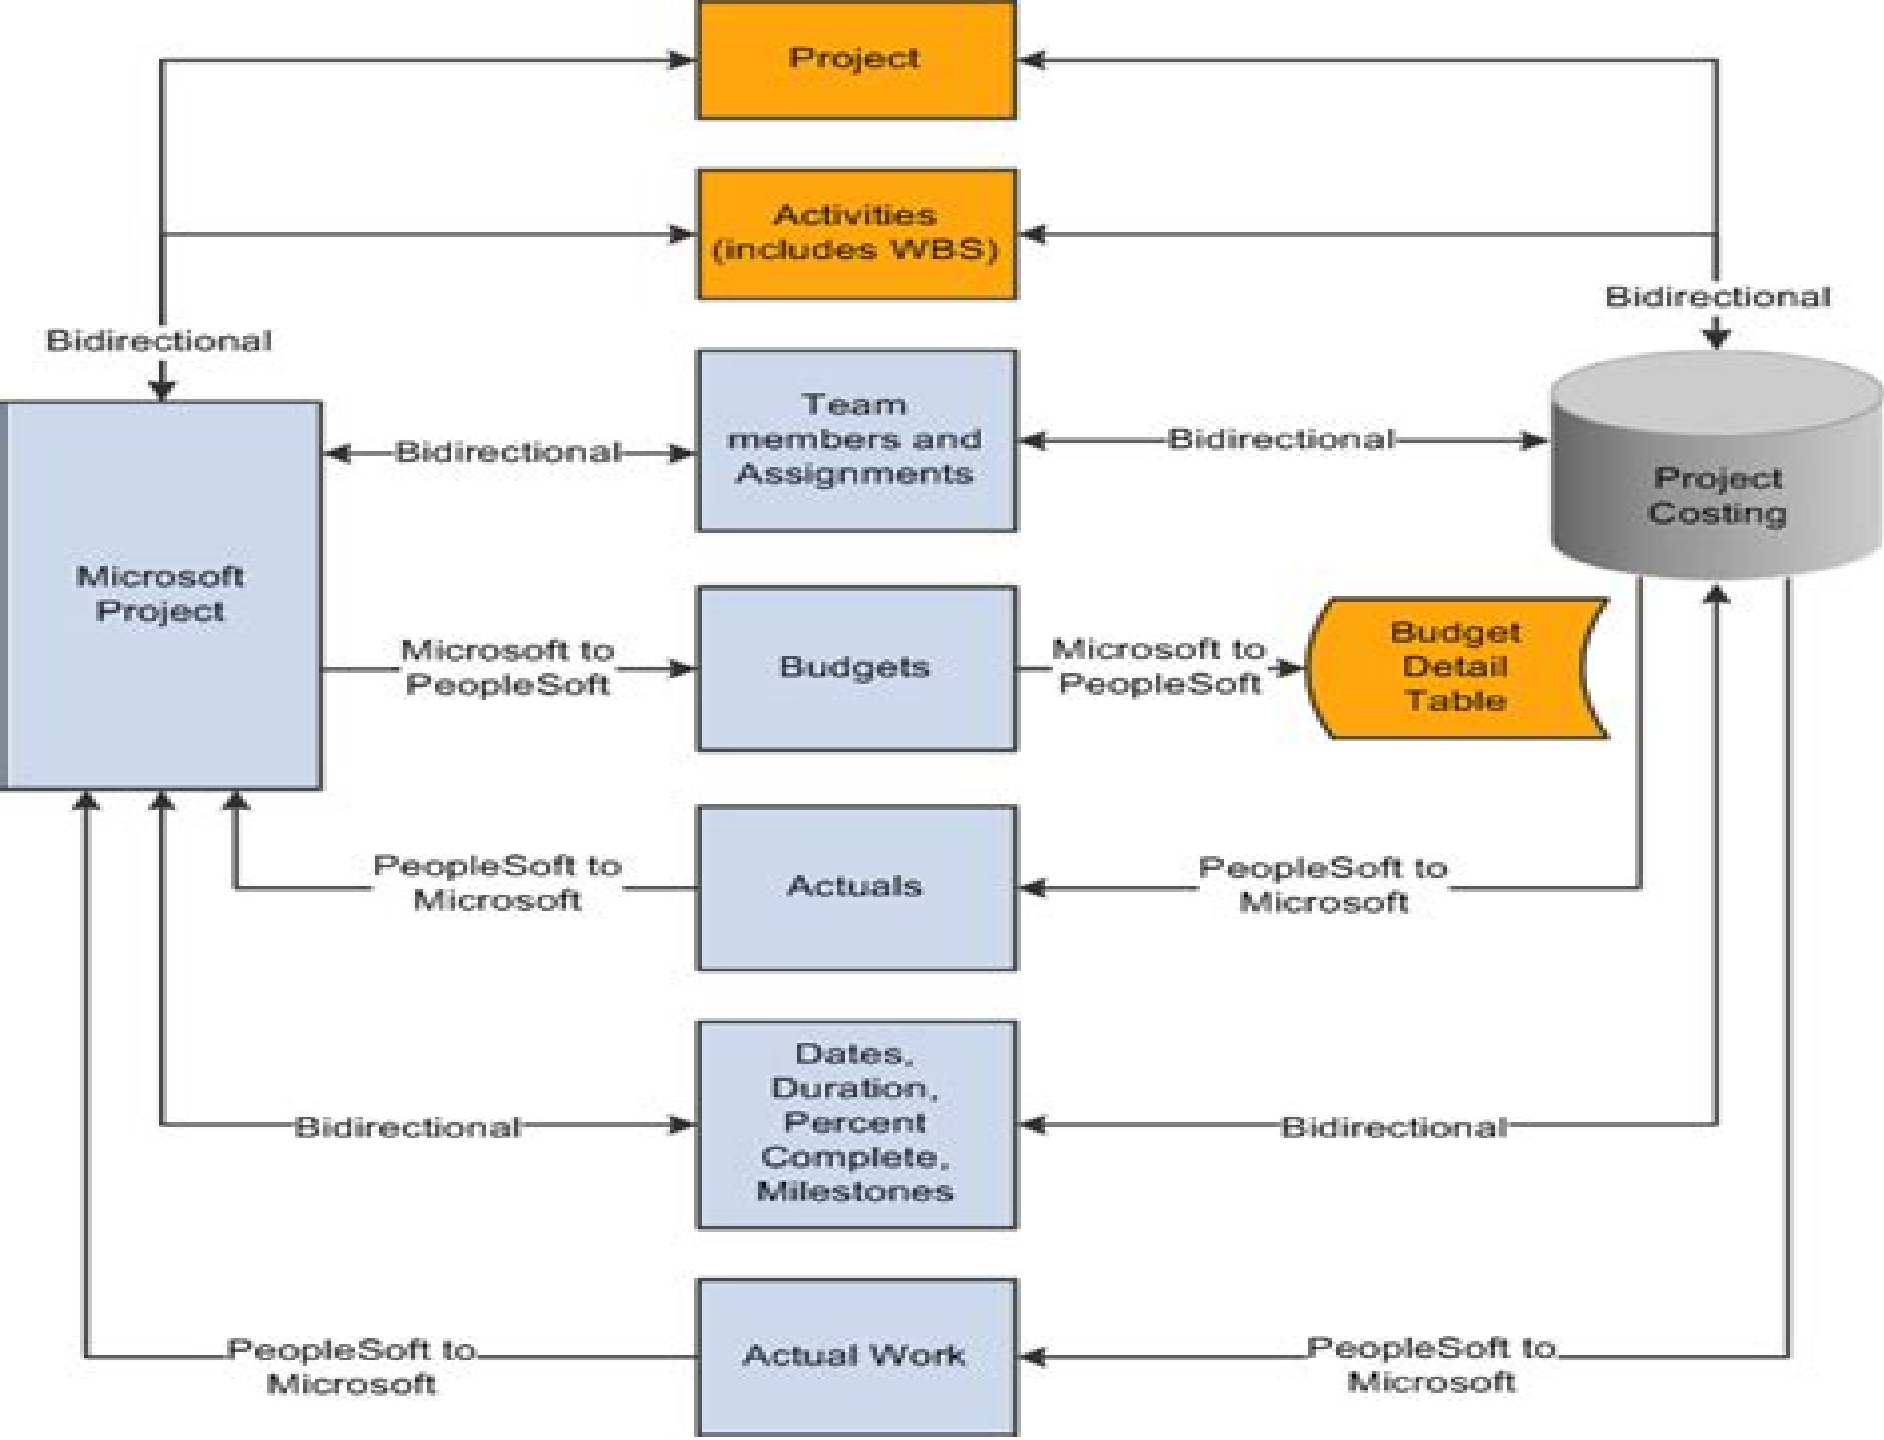 Project
Activities
(includes WBS)
Bidirectional
Bidirectional
Team
members and
Assignments
Bidirectional
Bidirectional
Project
Costing
Microsoft
Project
Microsoft to
PeopleSoft
Budgets
Microsoft to
PeopleSoft
Budget
Detail
Table
PeopleSoft to
Microsoft
Actuals
PeopleSoft to
Microsoft
Dates,
Duration,
Percent
Complete,
Milestones
Bidirectional
Bidirectional
PeopleSoft to
Microsoft
Actual Work
PeopleSoft to
Microsoft